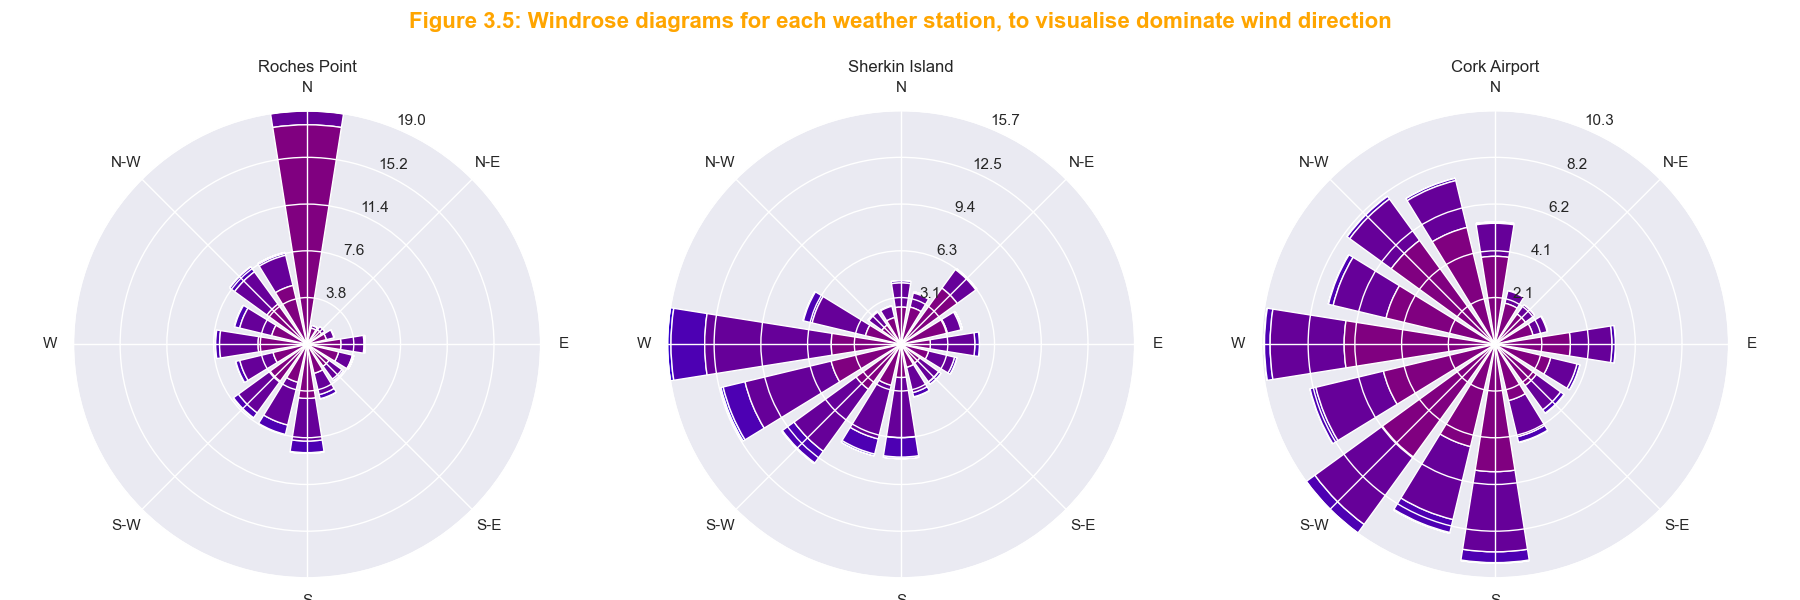 Figure 3.5: Windrose diagrams for each weather station, to visualise dominate wind direction
Roches Point
N
19.0
N-W
15.2
N-E
11.4
7.6
3.8
W
E
S-W
S-E
S
Sherkin Island
N
15.7
N-W
12.5
N-E
9.4
6.3
3.1
W
E
S-W
S-E
S
Cork Airport
N
10.3
N-W
8.2
N-E
6.2
4.1
2.1
W
E
S-W
S-E
S